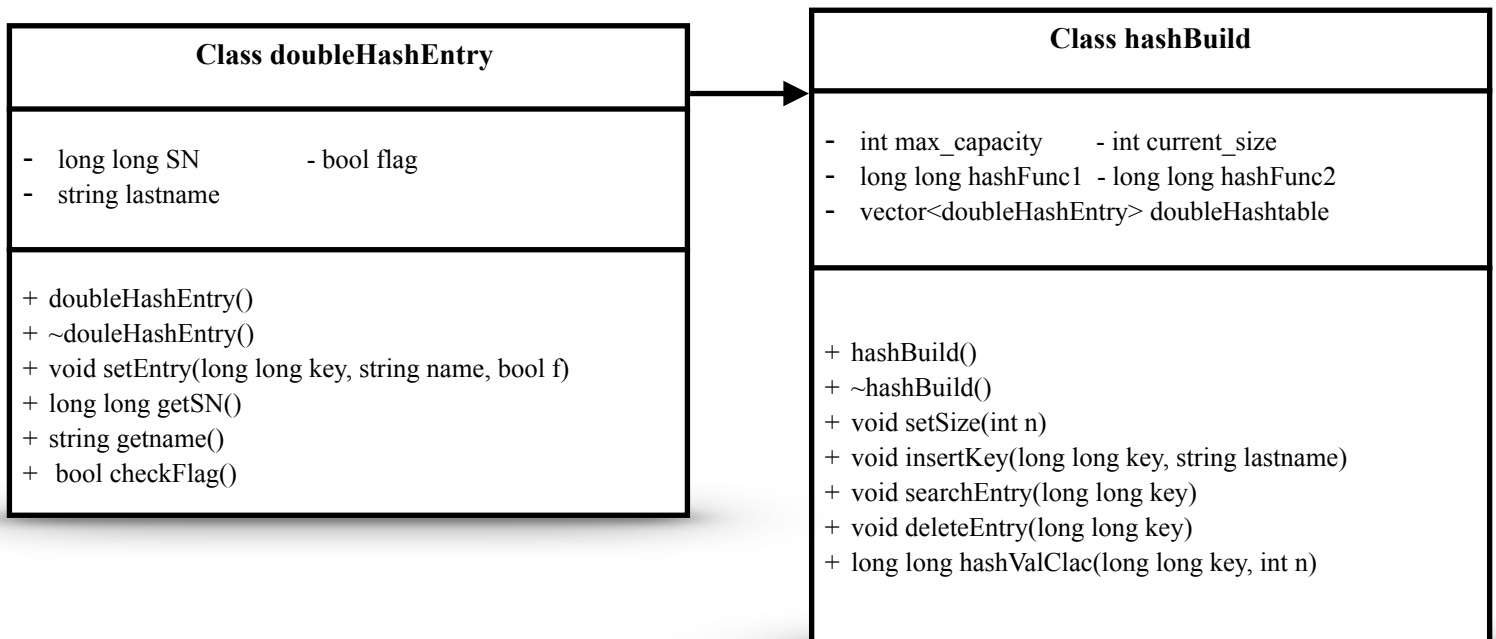 Class doubleHashEntry
- long long SN - bool flag
- string lastname
+ doubleHashEntry()
+ ~douleHashEntry()
+ void setEntry(long long key, string name, bool f)
+ long long getSN()
+ string getname()
+ bool checkFlag()
Class hashBuild
- int max_capacity - int current_size
- long long hashFunc1 - long long hashFunc2
- vector<doubleHashEntry> doubleHashtable
+ hashBuild()
+ ~hashBuild()
+ void setSize(int n)
+ void insertKey(long long key, string lastname)
+ void searchEntry(long long key)
+ void deleteEntry(long long key)
+ long long hashValClac(long long key, int n)